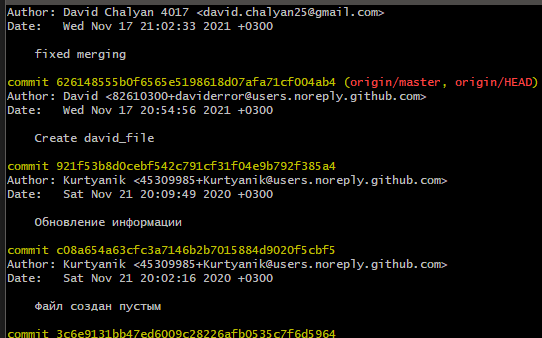 Author: David Chalyan 4017 <david.chalyan25@gmail.com>
Date:   Wed Nov 17 21:02:33 2021 +0300
fixed merging
commit 626148555b0f6565e5198618d07afa71cf004ab4 (origin/master, origin/HEAD)
Author: David <82610300+daviderror@users.noreply.github.com>
Date:   Wed Nov 17 20:54:56 2021 +0300
Create david_file
commit 921f53b8d0cebf542c791cf31f04e9b792f385a4
Author: Kurtyanik <45309985+Kurtyanik@users.noreply.github.com>
Date:   Sat Nov 21 20:09:49 2020 +0300
Обновление информации
commit c08a654a63cfc3a7146b2b7015884d9020f5cbf5
Author: Kurtyanik <45309985+Kurtyanik@users.noreply.github.com>
Date:   Sat Nov 21 20:02:16 2020 +0300
Файл создан пустым
commit 3c6e9131bb47ed6009c28226afb0535c7f6d5964